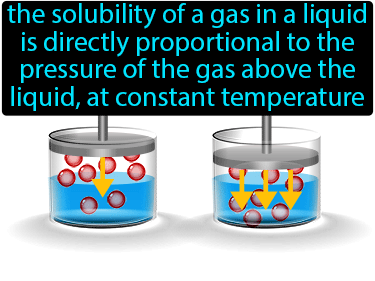 the solubility of a gas in a liquid
is directly proportional to the
pressure of the gas above the
liquid, at constant temperature